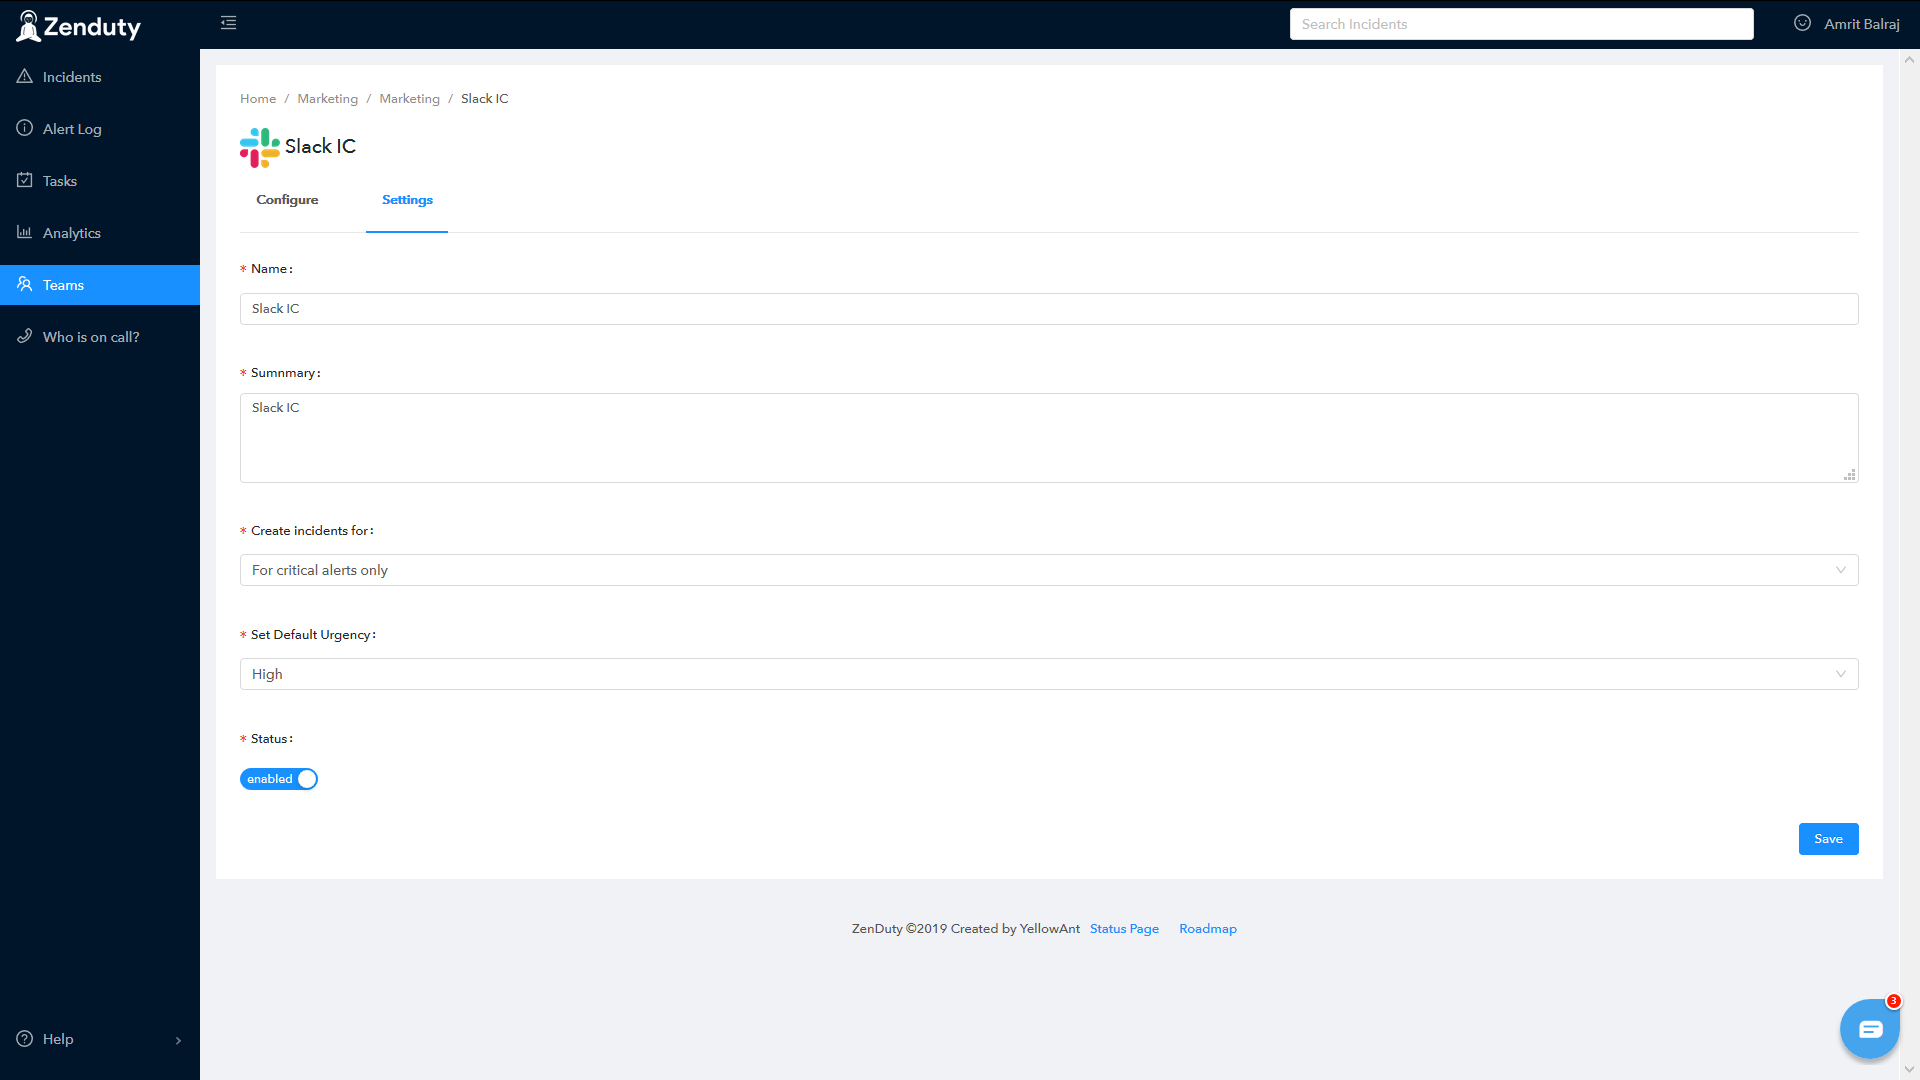 Zenduty
Search Incidents
Amrit Balraj
Incidents
Alert Log
Tasks
Analytics
Teams
Who is on call?
Help
Home / Marketing / Marketing / Slack IC
Slack IC
Configure
Settings
* Name:
Slack IC
* Sumnmary:
Slack IC
* Create incidents for:
For critical alerts only
* Set Default Urgency:
High
* Status:
enabled
Save
ZenDuty ©2019 Created by YellowAnt Status Page Roadmap
3